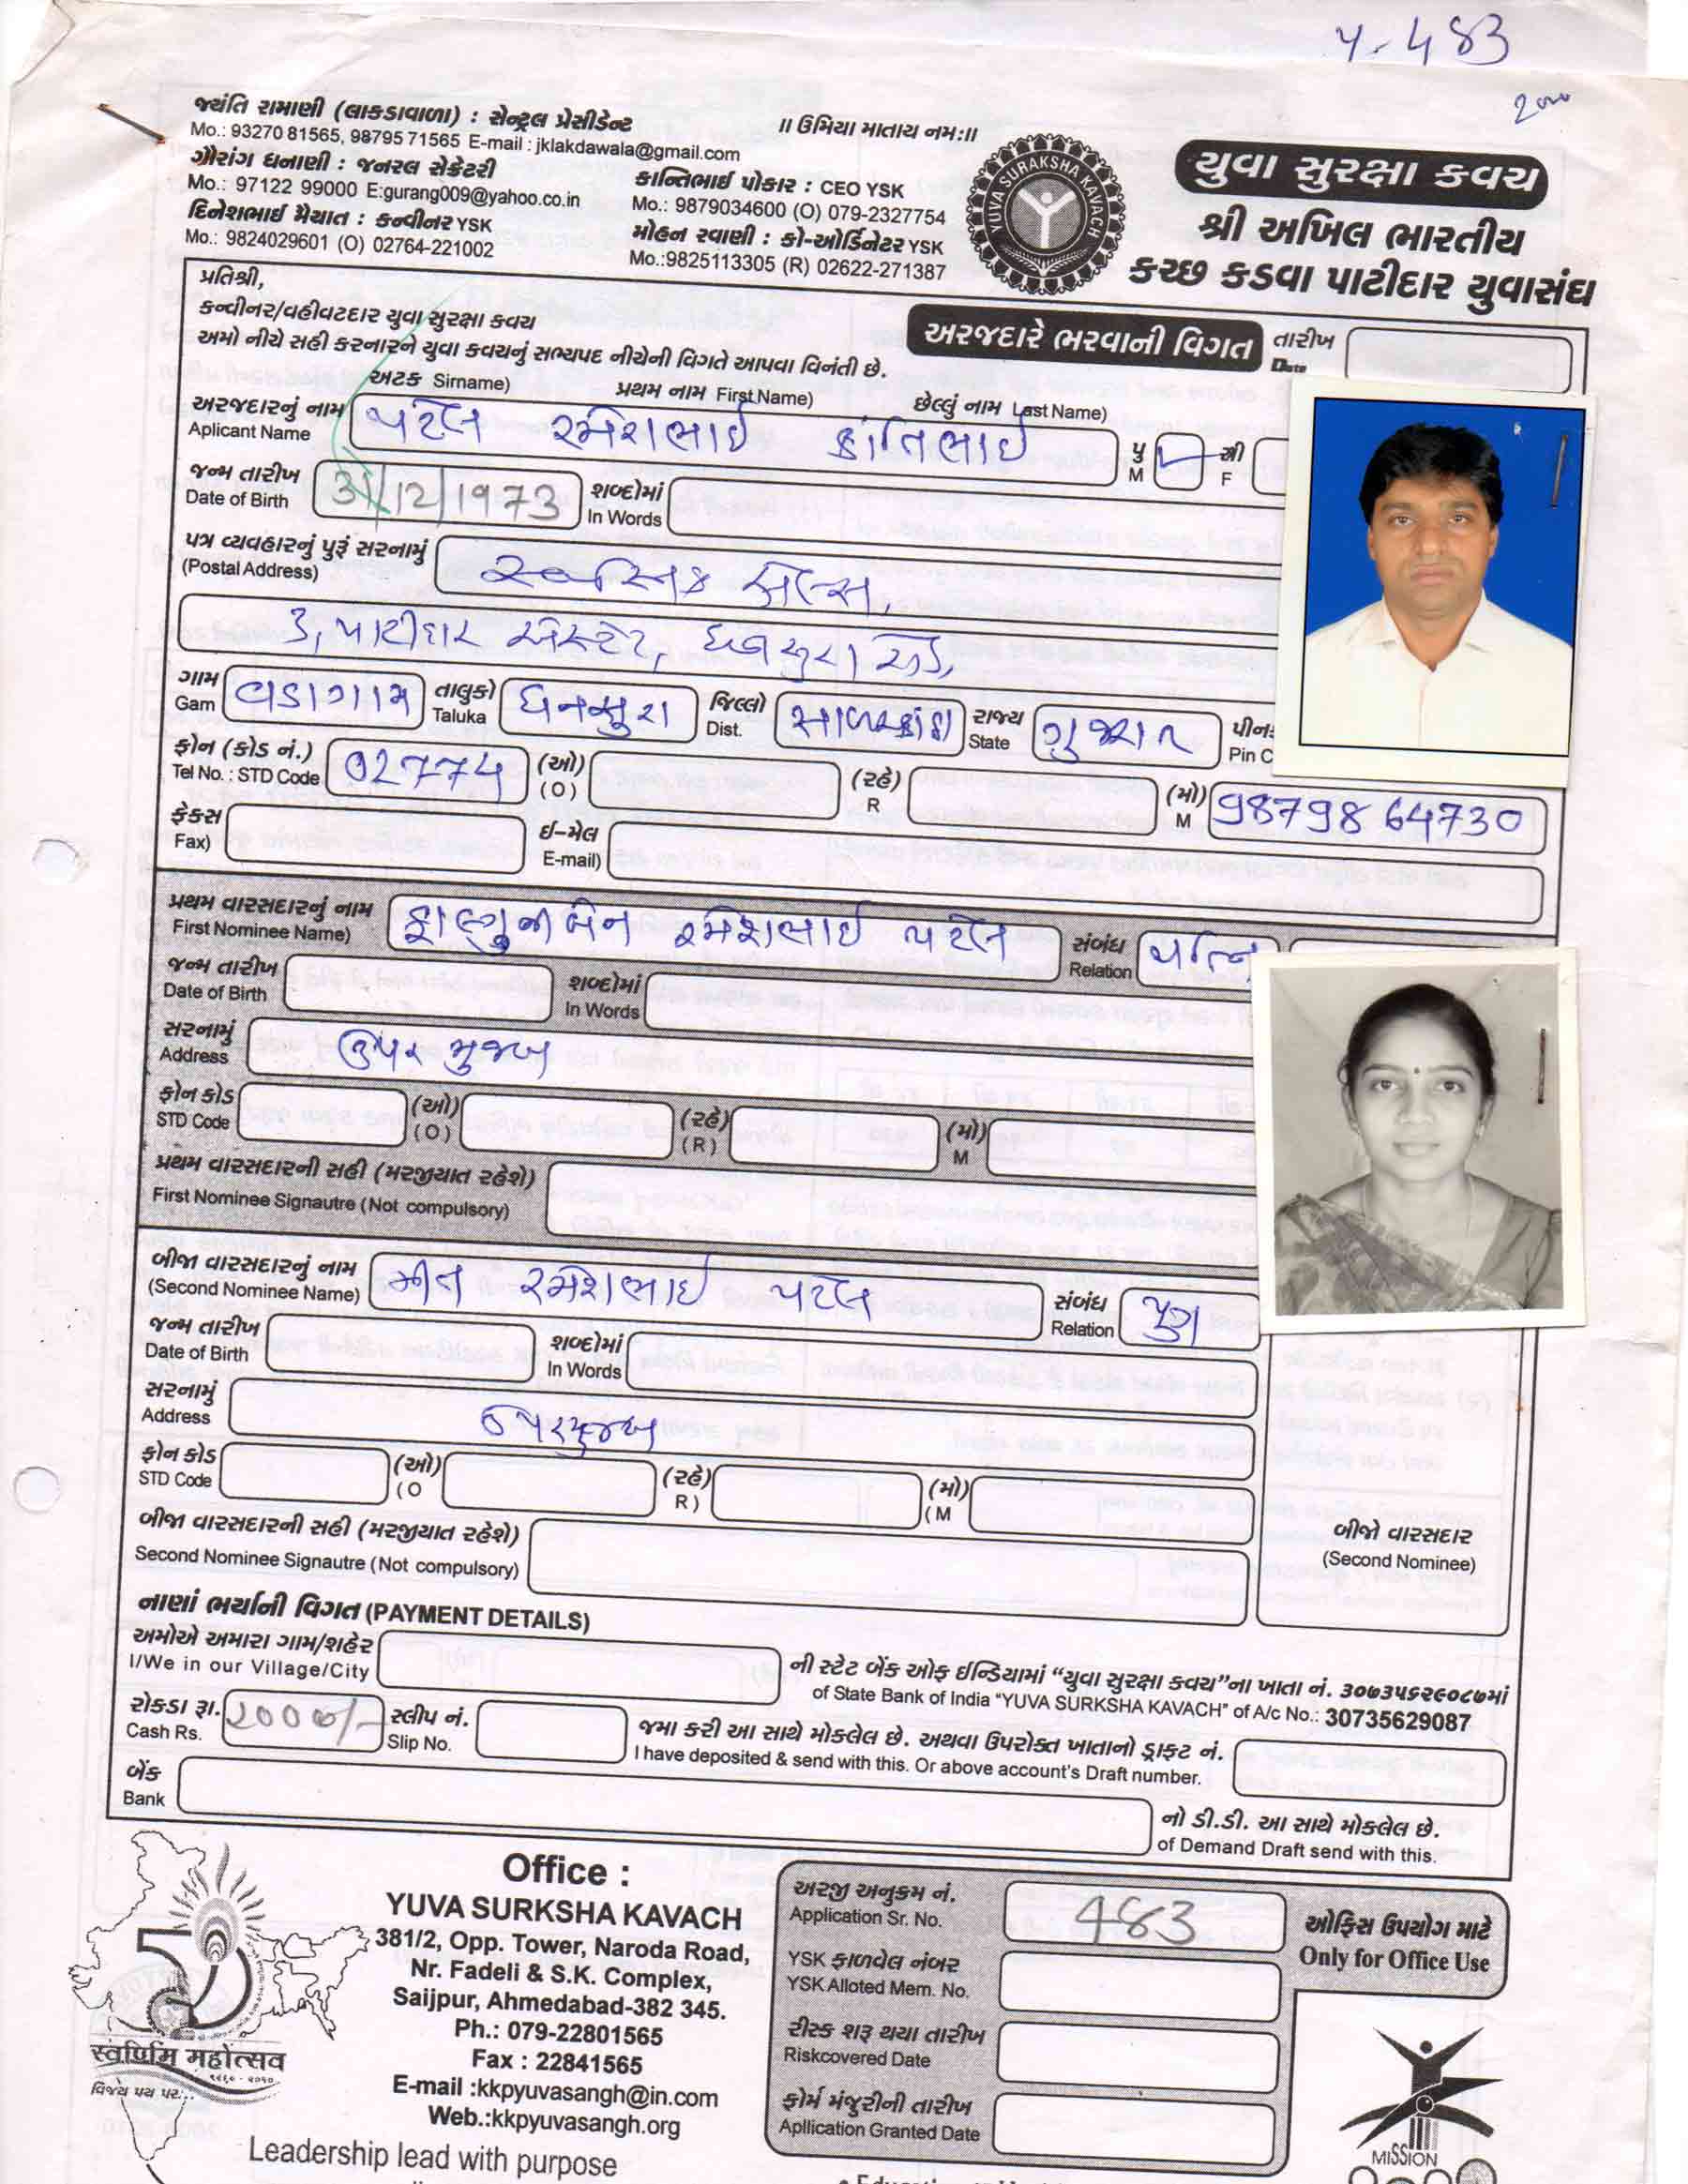 ૫-483
2000
જ્યંતિ રામાણી (લાકડાવાળા) : સેન્ટ્રલ પ્રેસીડેન્ટ
Mo.: 93270 81565, 98795 71565 E-mail : jklakdawala@gmail.com
ગૌરાંગ ધનાણી : જનરલ સેક્રેટરી
Mo.: 97122 99000 E:gurang009@yahoo.co.in
દિનેશભાઈ મૈયાત : કન્વીનર YSK
Mo.: 9824029601 (O) 02764-221002
॥ ઉમિયા માતાય નમઃ॥
કાન્તિભાઈ પોકાર : CEO YSK
Mo.: 9879034600 (O) 079-2327754
મોહન રવાણી : કો-ઓર્ડિનેટર YSK
Mo.:9825113305 (R) 02622-271387
YUVA SURAKSHA KAVACH
યુવા સુરક્ષા કવચ
શ્રી અખિલ ભારતીય
કચ્છ કડવા પાટીદાર યુવાસંઘ
પ્રતિશ્રી,
કન્વીનર/વહીવટદાર યુવા સુરક્ષા કવચ
અમો નીચે સહી કરનારને યુવા કવચનું સભ્યપદ નીચેની વિગતે આપવા વિનંતી છે.
અરજદારે ભરવાની વિગત
તારીખ
Date
અટક Sirname) પ્રથમ નામ First Name) છેલ્લું નામ Last Name)
અરજદારનું નામ પટેલ રમેશભાઈ કાંતિભાઈ પુ સ્ત્રી
Aplicant Name M F
જન્મ તારીખ 31/12/1973 શબ્દોમાં
Date of Birth In Words
પત્ર વ્યવહારનું પુરૂં સરનામું
(Postal Address) સ્વસ્તિક સેલ્સ,
૩, પાટીદાર એસ્ટેટ, ધનસુરા રોડ,
ગામ વડાગામ તાલુકો ધનસુરા જિલ્લો સાબરકાંઠા રાજ્ય ગુજરાત પીન
Gam Taluka Dist. State Pin C
ફોન (કોડ નં.) 02774 (ઓ) (રહે) (મો) 98798 64730
Tel No. : STD Code (O) R M
ફેક્સ ઈ-મેલ
Fax) E-mail)
પ્રથમ વારસદારનું નામ ફાલ્ગુનીબેન રમેશભાઈ પટેલ સંબંધ પત્નિ
First Nominee Name) Relation
જન્મ તારીખ શબ્દોમાં
Date of Birth In Words
સરનામું ઉપર મુજબ
Address
ફોન કોડ (ઓ) (રહે) (મો)
STD Code (O) (R) M
પ્રથમ વારસદારની સહી (મરજીયાત રહેશે)
First Nominee Signautre (Not compulsory)
બીજા વારસદારનું નામ મીત રમેશભાઈ પટેલ સંબંધ પુત્ર
(Second Nominee Name) Relation
જન્મ તારીખ શબ્દોમાં
Date of Birth In Words
સરનામું ઉપર મુજબ
Address
ફોન કોડ (ઓ) (રહે) (મો)
STD Code (O R) (M
બીજા વારસદારની સહી (મરજીયાત રહેશે)
Second Nominee Signautre (Not compulsory)
બીજો વારસદાર
(Second Nominee)
નાણાં ભર્યાની વિગત (PAYMENT DETAILS)
અમોએ અમારા ગામ/શહેર
I/We in our Village/City
ની સ્ટેટ બેંક ઓફ ઈન્ડિયામાં “યુવા સુરક્ષા કવચ”ના ખાતા નં. ૩૦૭૩૫૬૨૯૦૮૭માં
of State Bank of India “YUVA SURKSHA KAVACH” of A/c No.: 30735629087
રોકડા રૂા. 2000/- સ્લીપ નં.
Cash Rs. Slip No.
જમા કરી આ સાથે મોકલેલ છે. અથવા ઉપરોક્ત ખાતાનો ડ્રાફ્ટ નં.
I have deposited & send with this. Or above account's Draft number.
બેંક
Bank
નો ડી.ડી. આ સાથે મોકલેલ છે.
of Demand Draft send with this.
स्वर्णिम महोत्सव
૧૯૬૦ - ૨૦૧૦
વિજય પથ પર...
Office :
YUVA SURKSHA KAVACH
381/2, Opp. Tower, Naroda Road,
Nr. Fadeli & S.K. Complex,
Saijpur, Ahmedabad-382 345.
Ph.: 079-22801565
Fax : 22841565
E-mail :kkpyuvasangh@in.com
Web.:kkpyuvasangh.org
Leadership lead with purpose
અરજી અનુક્રમ નં. 483
Application Sr. No.
YSK ફાળવેલ નંબર
YSK Alloted Mem. No.
રીસ્ક શરૂ થયા તારીખ
Riskcovered Date
ફોર્મ મંજુરીની તારીખ
Apllication Granted Date
ઓફિસ ઉપયોગ માટે
Only for Office Use
MISSION